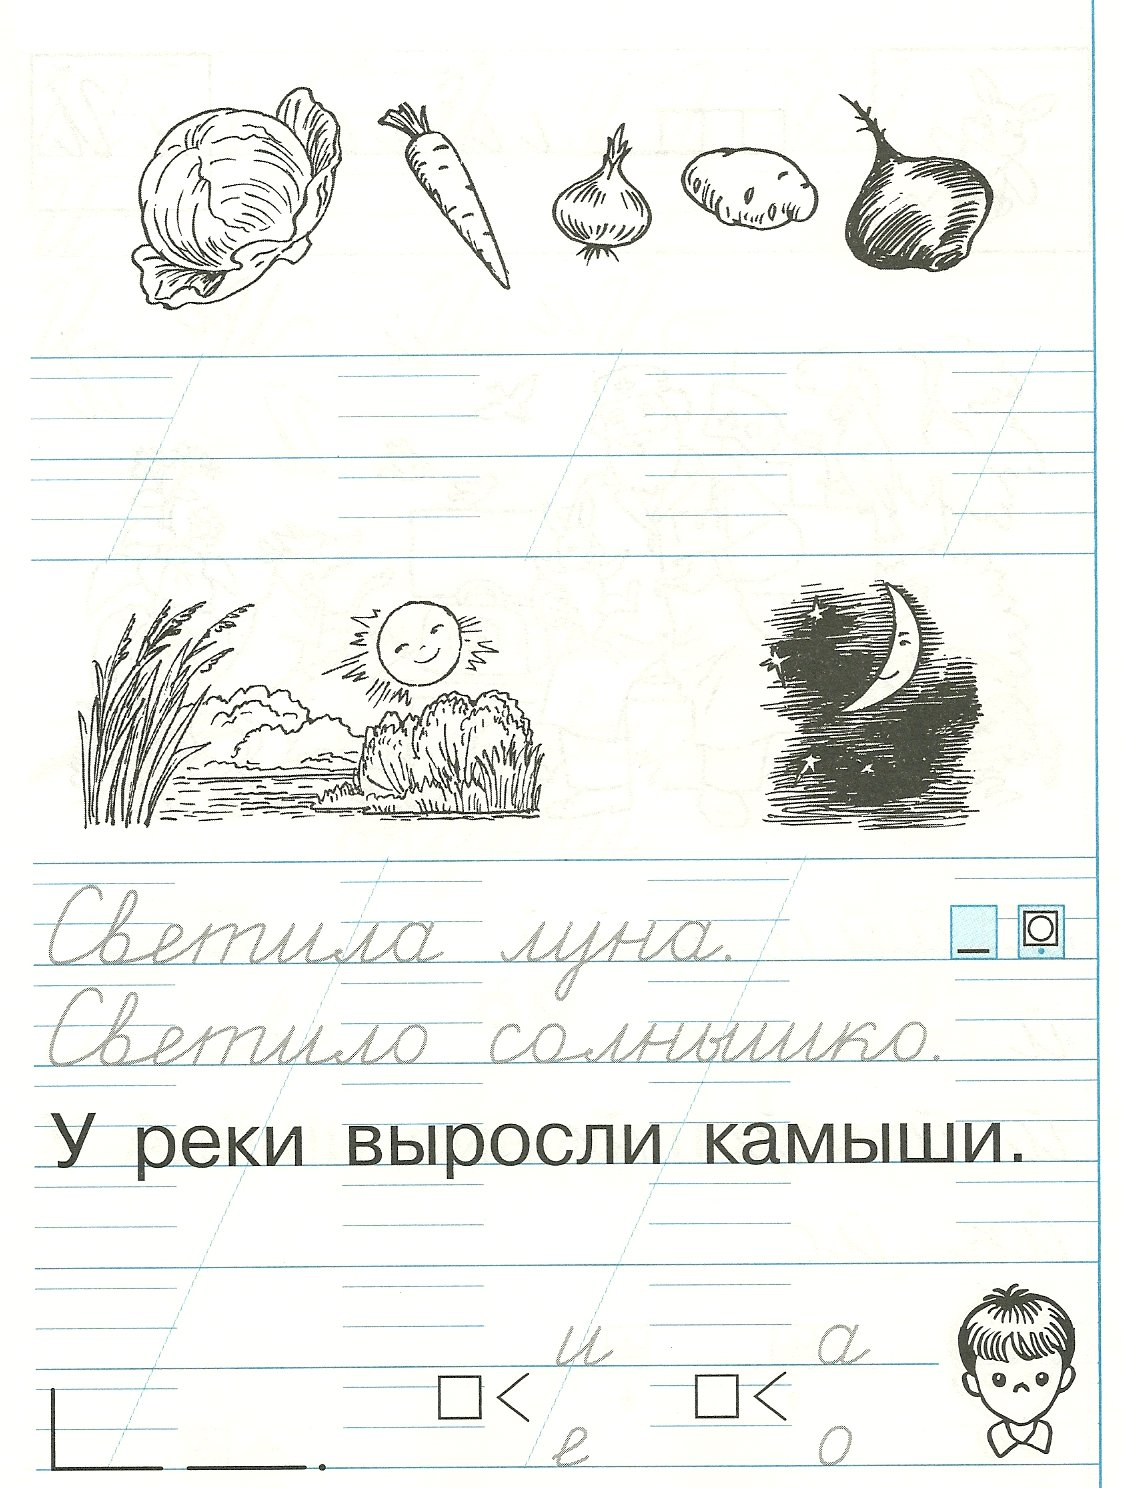 Светила луна.
Светило солнышко.
У реки выросли камыши.
и а
е о